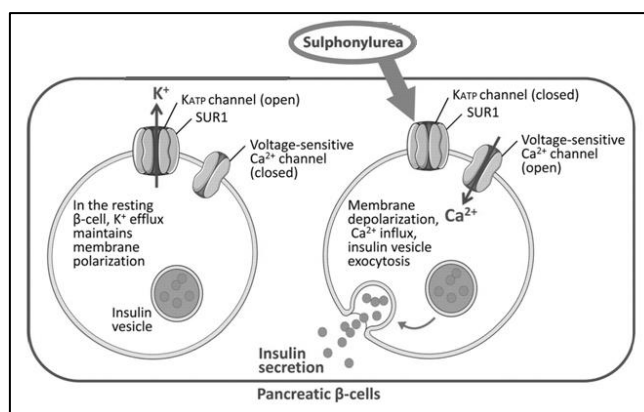 Sulphonylurea
K⁺
KATP channel (open)
SUR1
Voltage-sensitive
Ca²⁺ channel
(closed)
In the resting
β-cell, K⁺ efflux
maintains
membrane
polarization
Insulin
vesicle
KATP channel (closed)
SUR1
Voltage-sensitive
Ca²⁺ channel
(open)
Membrane
depolarization,
Ca²⁺ influx,
insulin vesicle
exocytosis
Ca²⁺
Insulin
secretion
Pancreatic β-cells